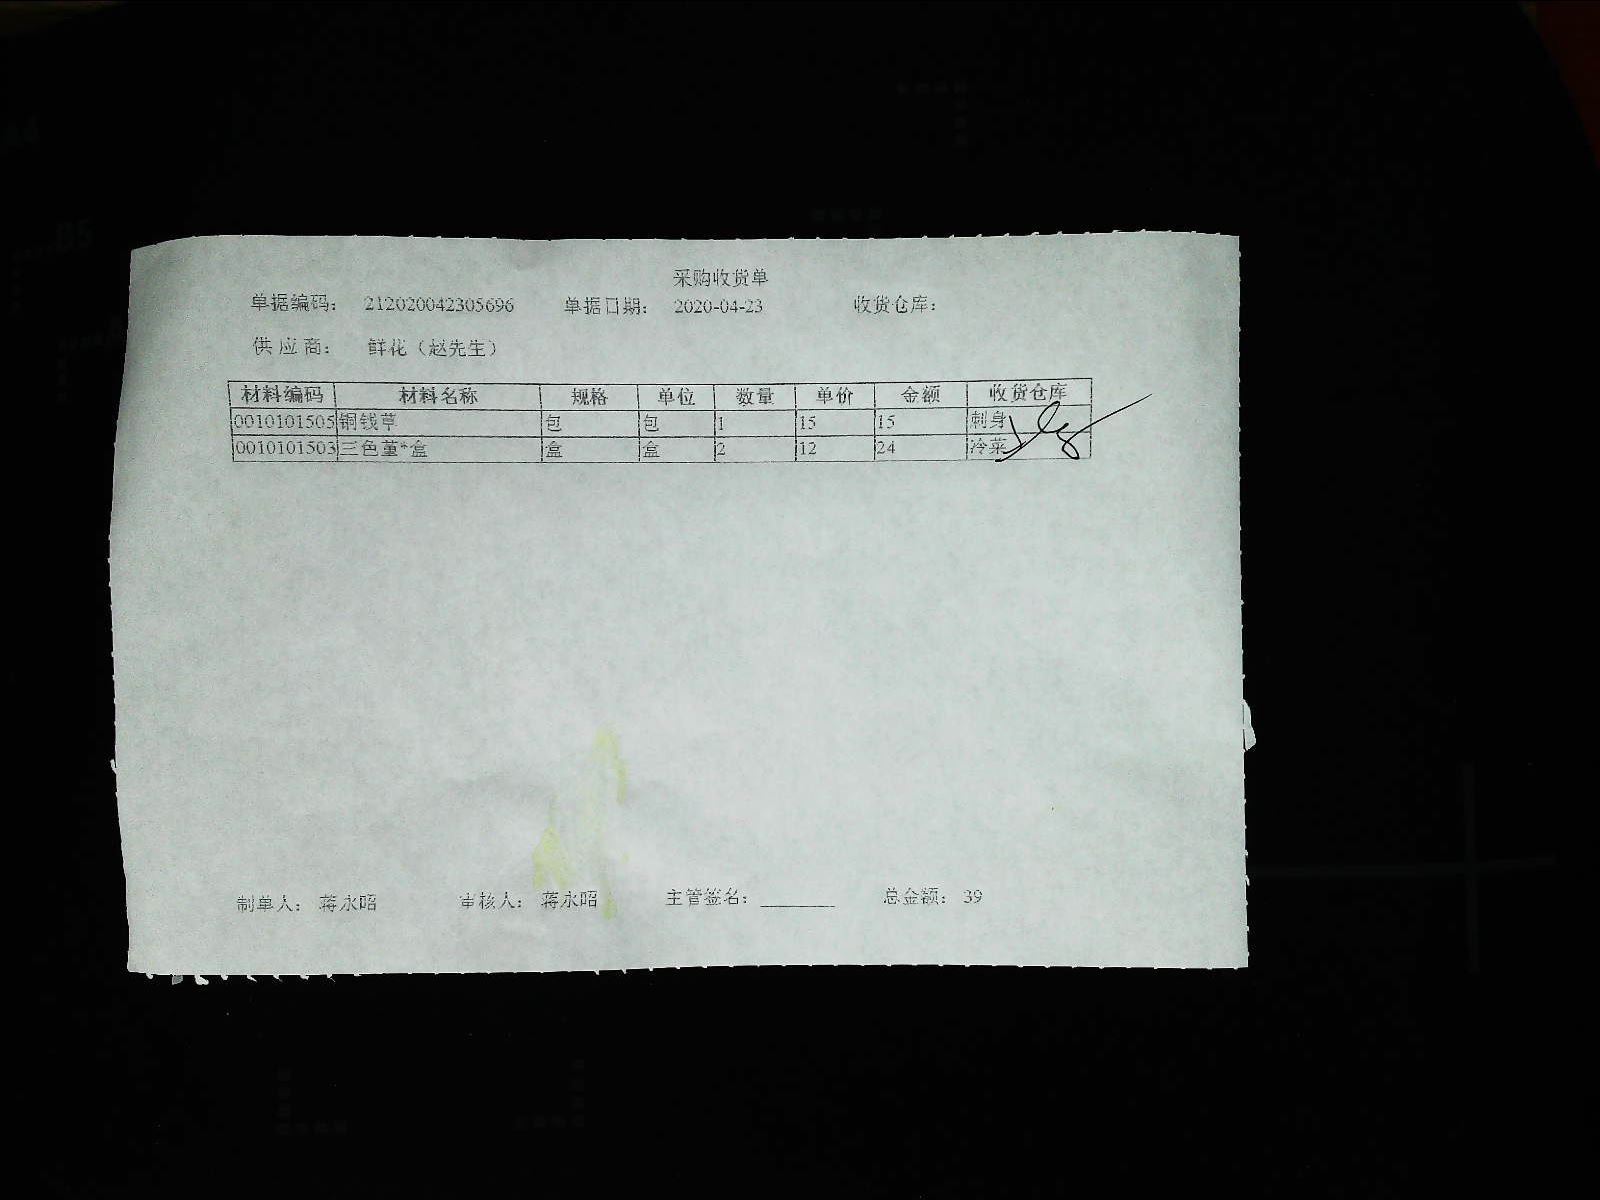 采购收货单
单据编码： 212020042305696 单据日期： 2020-04-23 收货仓库：
供应商： 鲜花（赵先生）
材料编码 材料名称 规格 单位 数量 单价 金额 收货仓库
0010101505 铜钱草 包 包 1 15 15 刺身
0010101503 三色堇*盒 盒 盒 2 12 24 冷菜
制单人： 蒋永昭 审核人： 蒋永昭 主管签名：________ 总金额： 39